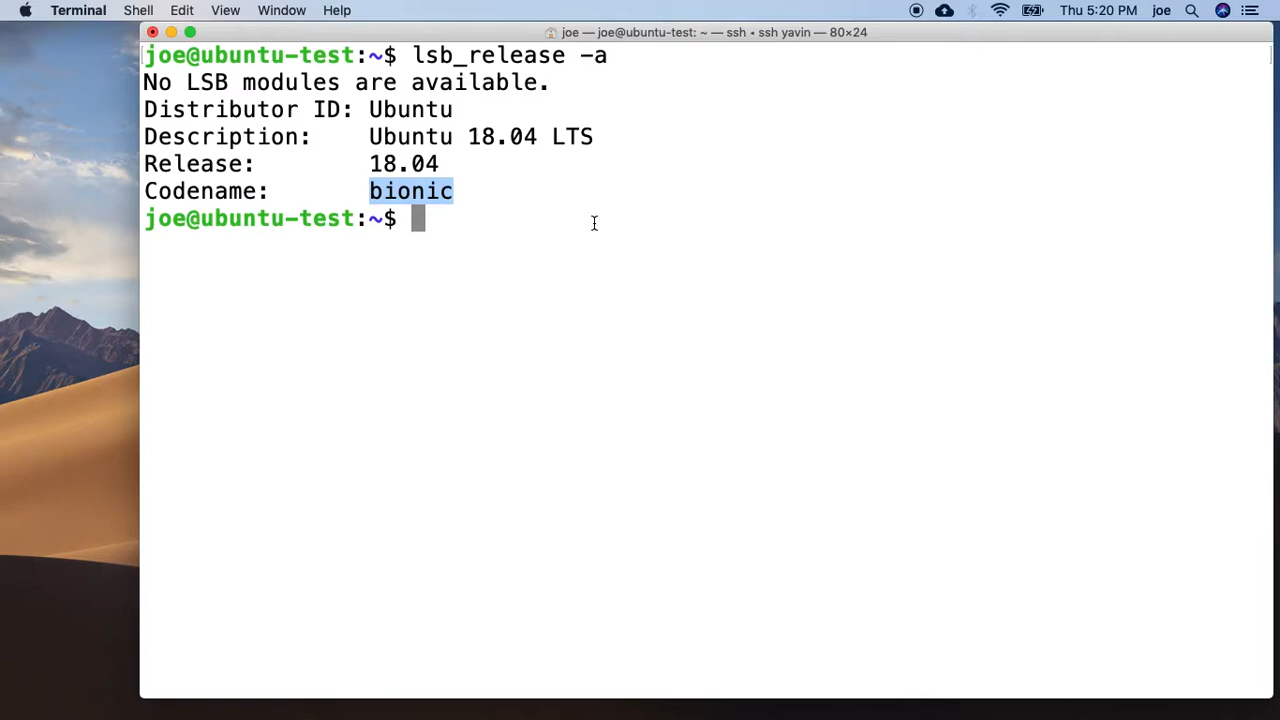 Terminal Shell Edit View Window Help Thu 5:20 PM joe
joe — joe@ubuntu-test: ~ — ssh ◂ ssh yavin — 80×24
joe@ubuntu-test:~$ lsb_release -a
No LSB modules are available.
Distributor ID: Ubuntu
Description: Ubuntu 18.04 LTS
Release: 18.04
Codename: bionic
joe@ubuntu-test:~$